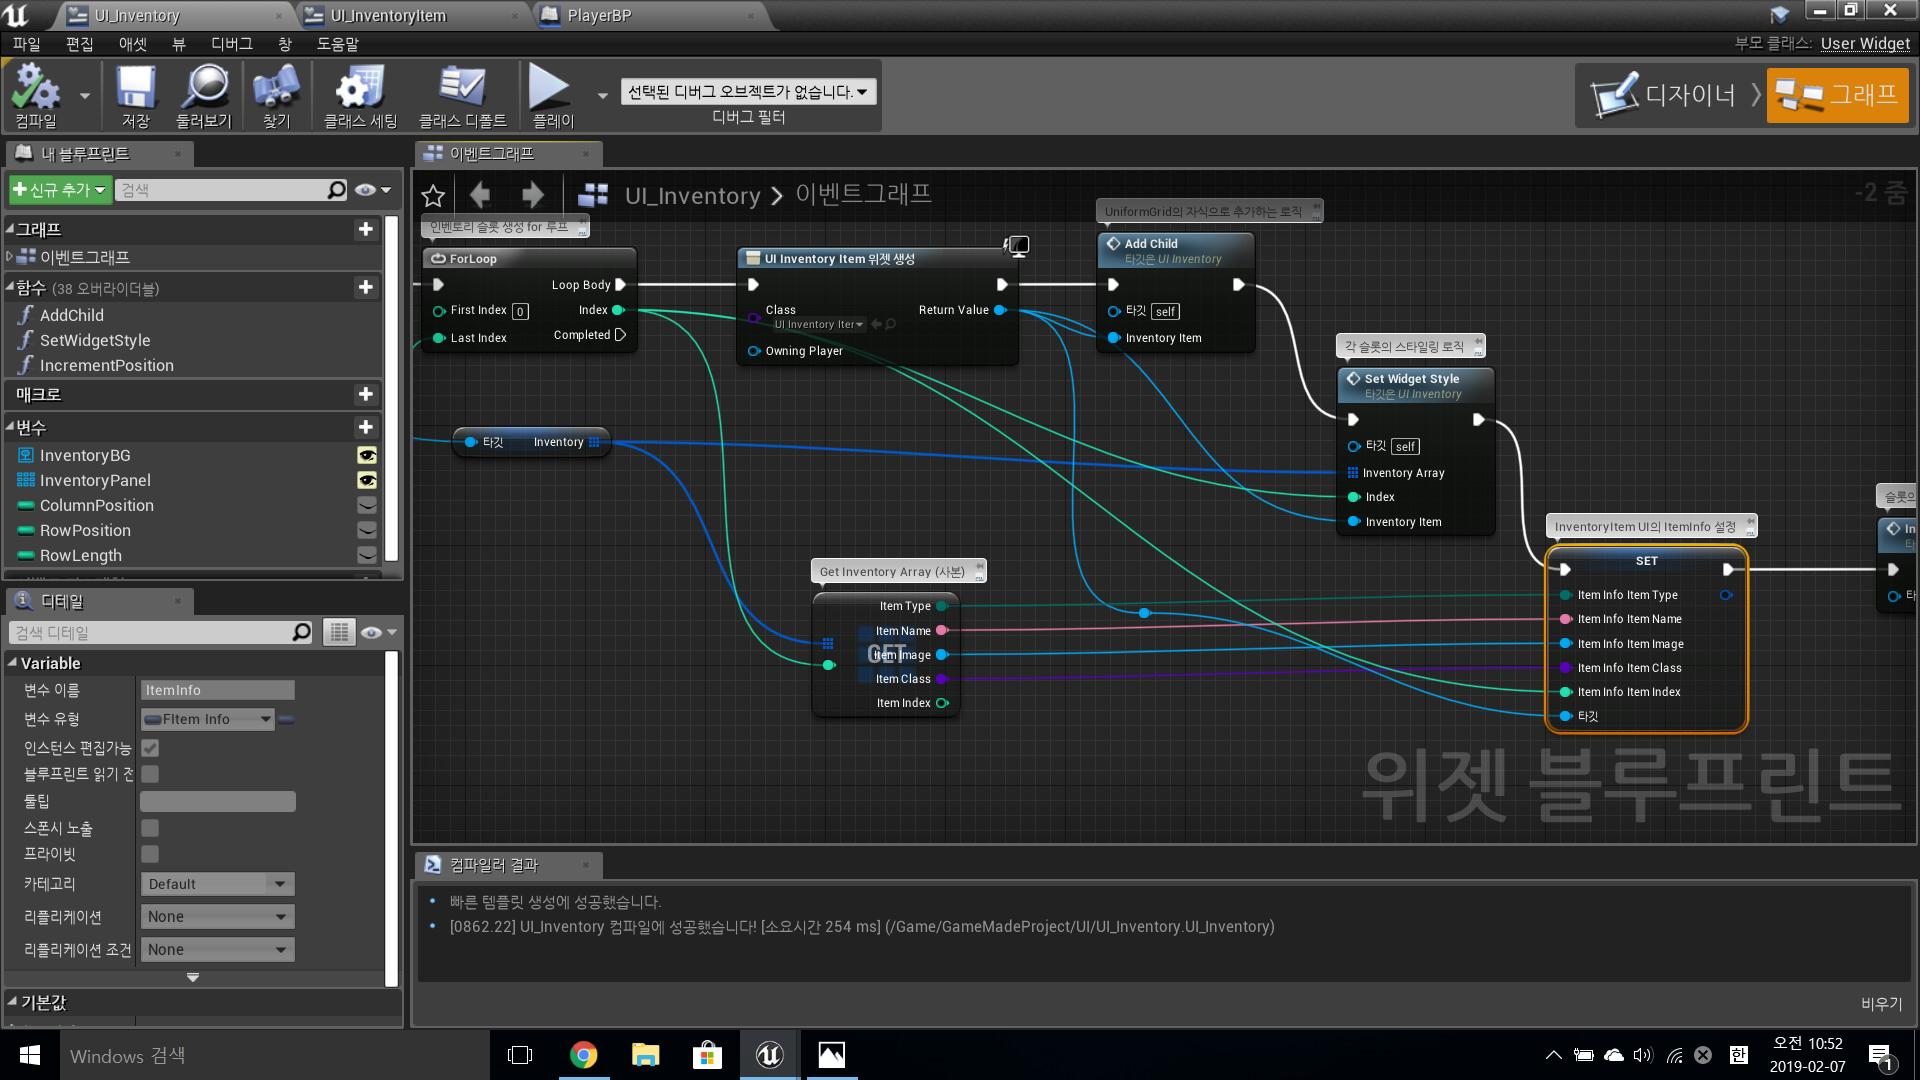 UI_Inventory
UI_InventoryItem
PlayerBP
파일 편집 애셋 뷰 디버그 창 도움말
부모 클래스: User Widget
컴파일
저장
둘러보기
찾기
클래스 세팅
클래스 디폴트
플레이
선택된 디버그 오브젝트가 없습니다.
디버그 필터
디자이너
그래프
내 블루프린트
신규 추가
검색
그래프
이벤트그래프
함수 (38 오버라이더블)
AddChild
SetWidgetStyle
IncrementPosition
매크로
변수
InventoryBG
InventoryPanel
ColumnPosition
RowPosition
RowLength
디테일
검색 디테일
Variable
변수 이름 ItemInfo
변수 유형 FItem Info
인스턴스 편집가능
블루프린트 읽기 전
툴팁
스폰시 노출
프라이빗
카테고리 Default
리플리케이션 None
리플리케이션 조건 None
기본값
이벤트그래프
UI_Inventory > 이벤트그래프
-2 줌
인벤토리 슬롯 생성 for 루프
ForLoop
Loop Body
First Index 0
Index
Last Index
Completed
UI Inventory Item 위젯 생성
Class
UI Inventory Iter
Return Value
Owning Player
UniformGrid의 자식으로 추가하는 로직
Add Child
타깃은 UI Inventory
타깃 self
Inventory Item
각 슬롯의 스타일링 로직
Set Widget Style
타깃은 UI Inventory
타깃 self
Inventory Array
Index
Inventory Item
타깃 Inventory
Get Inventory Array (사본)
GET
Item Type
Item Name
Item Image
Item Class
Item Index
InventoryItem UI의 ItemInfo 설정
SET
Item Info Item Type
Item Info Item Name
Item Info Item Image
Item Info Item Class
Item Info Item Index
타깃
슬롯의
In
위젯 블루프린트
컴파일러 결과
빠른 템플릿 생성에 성공했습니다.
[0862.22] UI_Inventory 컴파일에 성공했습니다! [소요시간 254 ms] (/Game/GameMadeProject/UI/UI_Inventory.UI_Inventory)
비우기
Windows 검색
한
오전 10:52
2019-02-07
1